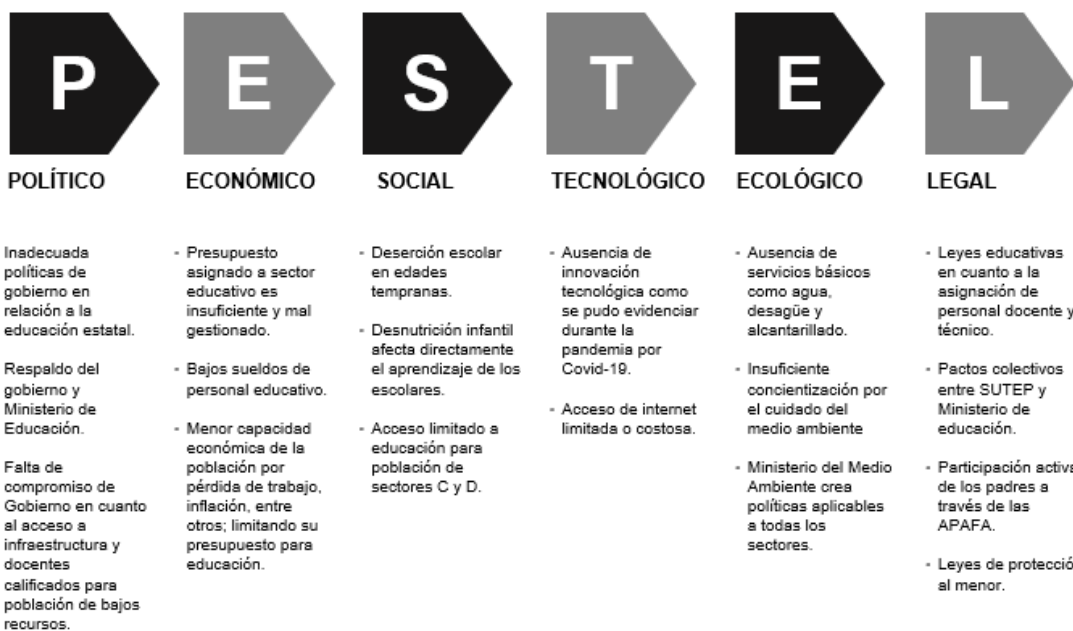 P
E
S
T
E
L
POLÍTICO
Inadecuada
políticas de
gobierno en
relación a la
educación estatal.
Respaldo del
gobierno y
Ministerio de
Educación.
Falta de
compromiso de
Gobierno en cuanto
al acceso a
infraestructura y
docentes
calificados para
población de bajos
recursos.
ECONÓMICO
- Presupuesto
asignado a sector
educativo es
insuficiente y mal
gestionado.
- Bajos sueldos de
personal educativo.
- Menor capacidad
económica de la
población por
pérdida de trabajo,
inflación, entre
otros; limitando su
presupuesto para
educación.
SOCIAL
- Deserción escolar
en edades
tempranas.
- Desnutrición infantil
afecta directamente
el aprendizaje de los
escolares.
- Acceso limitado a
educación para
población de
sectores C y D.
TECNOLÓGICO
- Ausencia de
innovación
tecnológica como
se pudo evidenciar
durante la
pandemia por
Covid-19.
- Acceso de internet
limitada o costosa.
ECOLÓGICO
- Ausencia de
servicios básicos
como agua,
desagüe y
alcantarillado.
- Insuficiente
concientización por
el cuidado del
medio ambiente
- Ministerio del Medio
Ambiente crea
políticas aplicables
a todas los
sectores.
LEGAL
- Leyes educativas
en cuanto a la
asignación de
personal docente y
técnico.
- Pactos colectivos
entre SUTEP y
Ministerio de
educación.
- Participación activa
de los padres a
través de las
APAFA.
- Leyes de protecció
al menor.